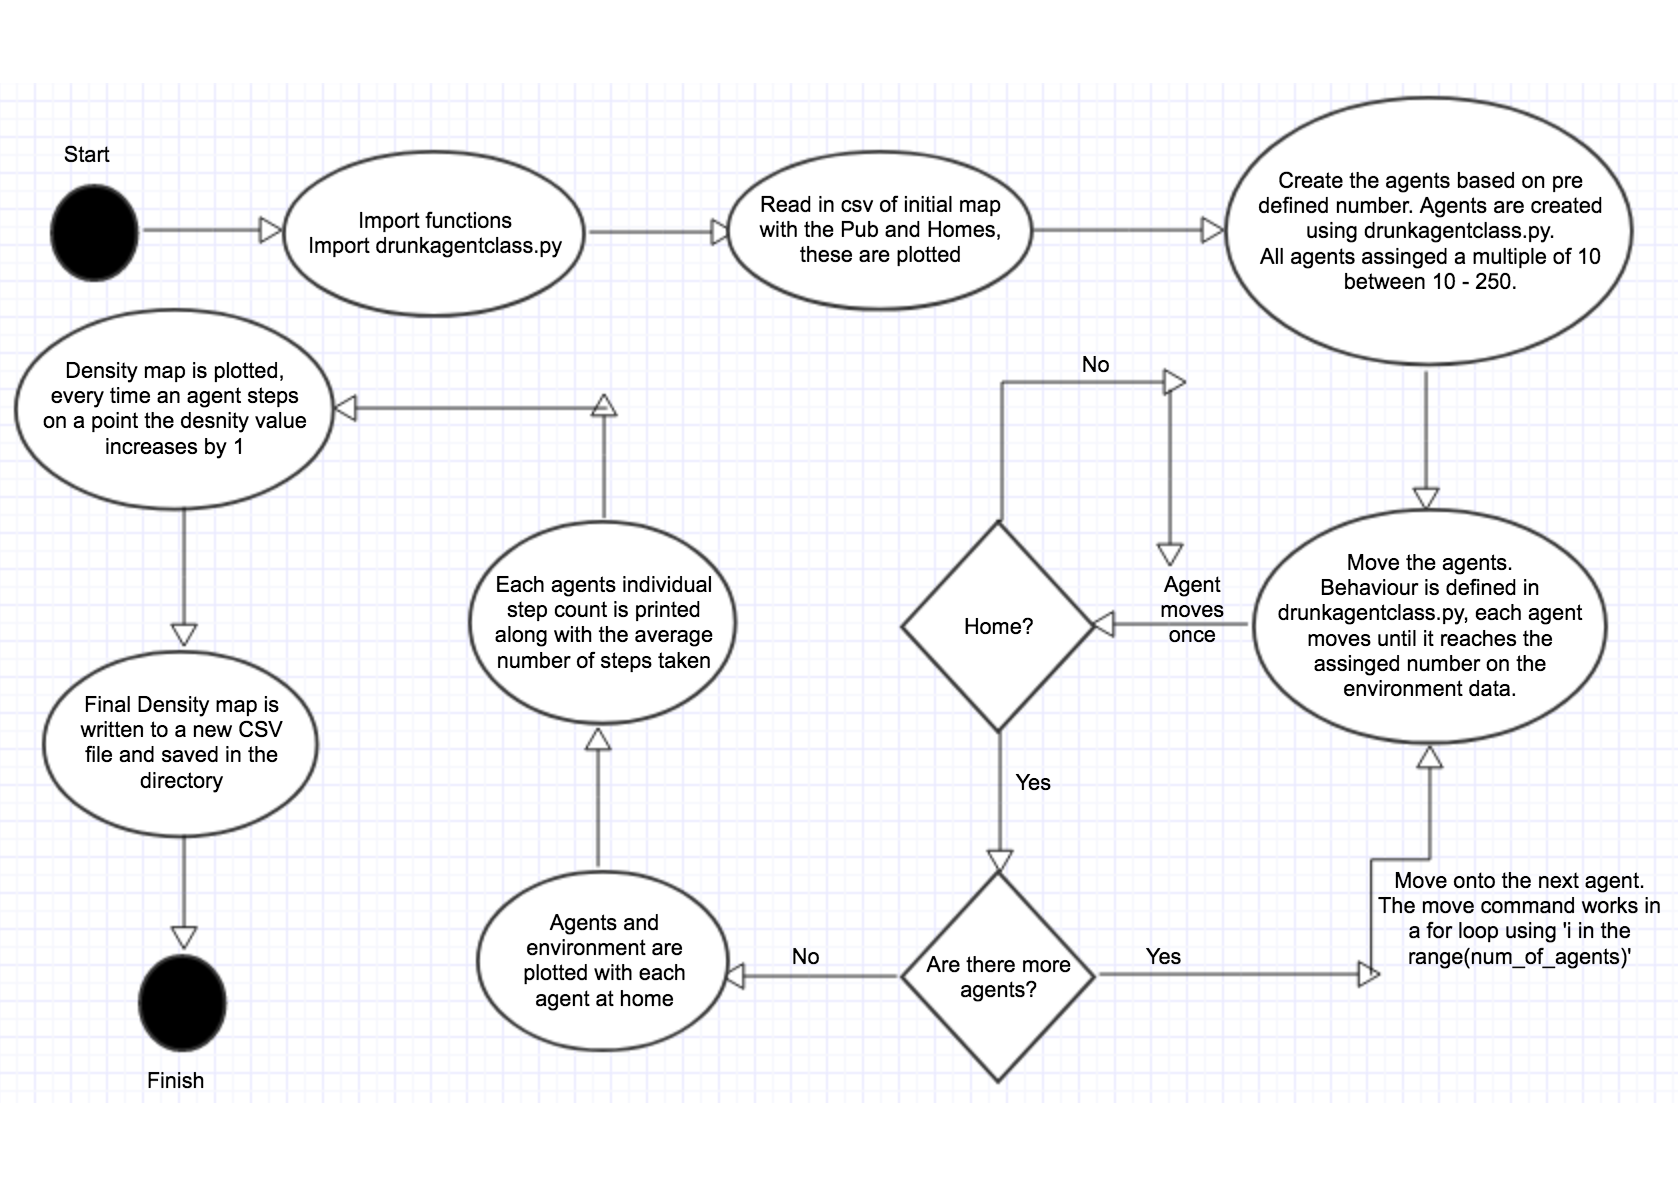 Start
Import functions
Import drunkagentclass.py
Read in csv of initial map
with the Pub and Homes,
these are plotted
Create the agents based on pre
defined number. Agents are created
using drunkagentclass.py.
All agents assinged a multiple of 10
between 10 - 250.
Move the agents.
Behaviour is defined in
drunkagentclass.py, each agent
moves until it reaches the
assinged number on the
environment data.
Agent
moves
once
Home?
No
Yes
Are there more
agents?
Yes
Move onto the next agent.
The move command works in
a for loop using 'i in the
range(num_of_agents)'
No
Agents and
environment are
plotted with each
agent at home
Each agents individual
step count is printed
along with the average
number of steps taken
Density map is plotted,
every time an agent steps
on a point the desnity value
increases by 1
Final Density map is
written to a new CSV
file and saved in the
directory
Finish